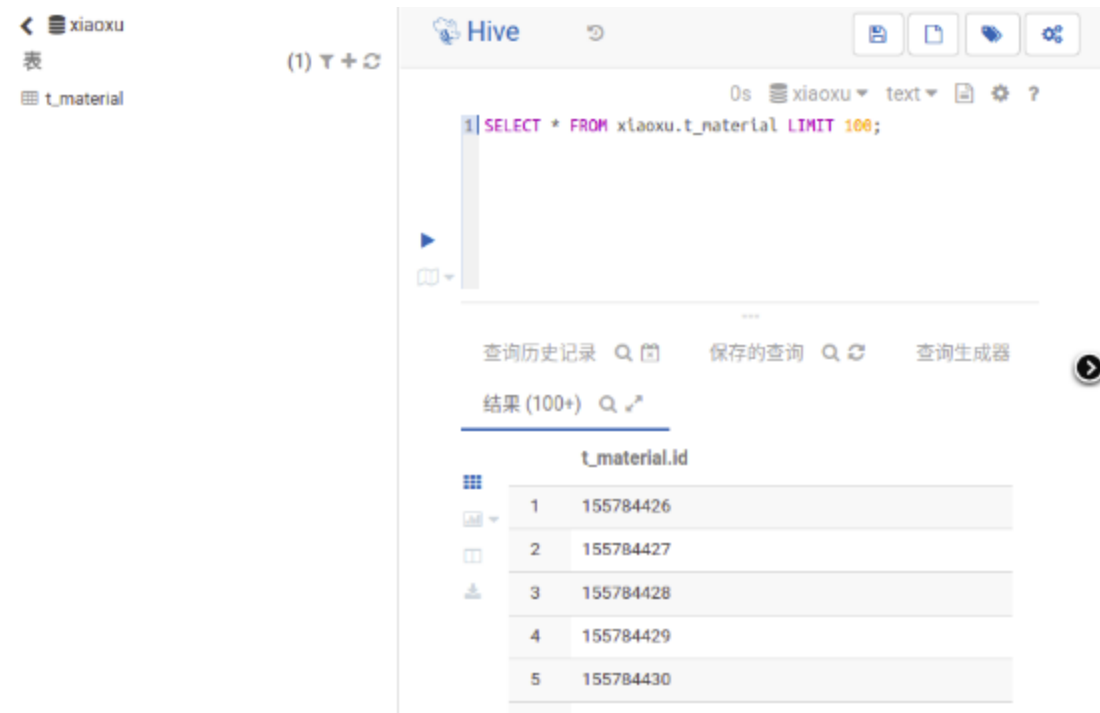 xiaoxu
表 (1)
t_material
Hive
0s xiaoxu text ?
1 SELECT * FROM xiaoxu.t_material LIMIT 100;
查询历史记录 保存的查询 查询生成器
结果 (100+)
t_material.id
1 155784426
2 155784427
3 155784428
4 155784429
5 155784430